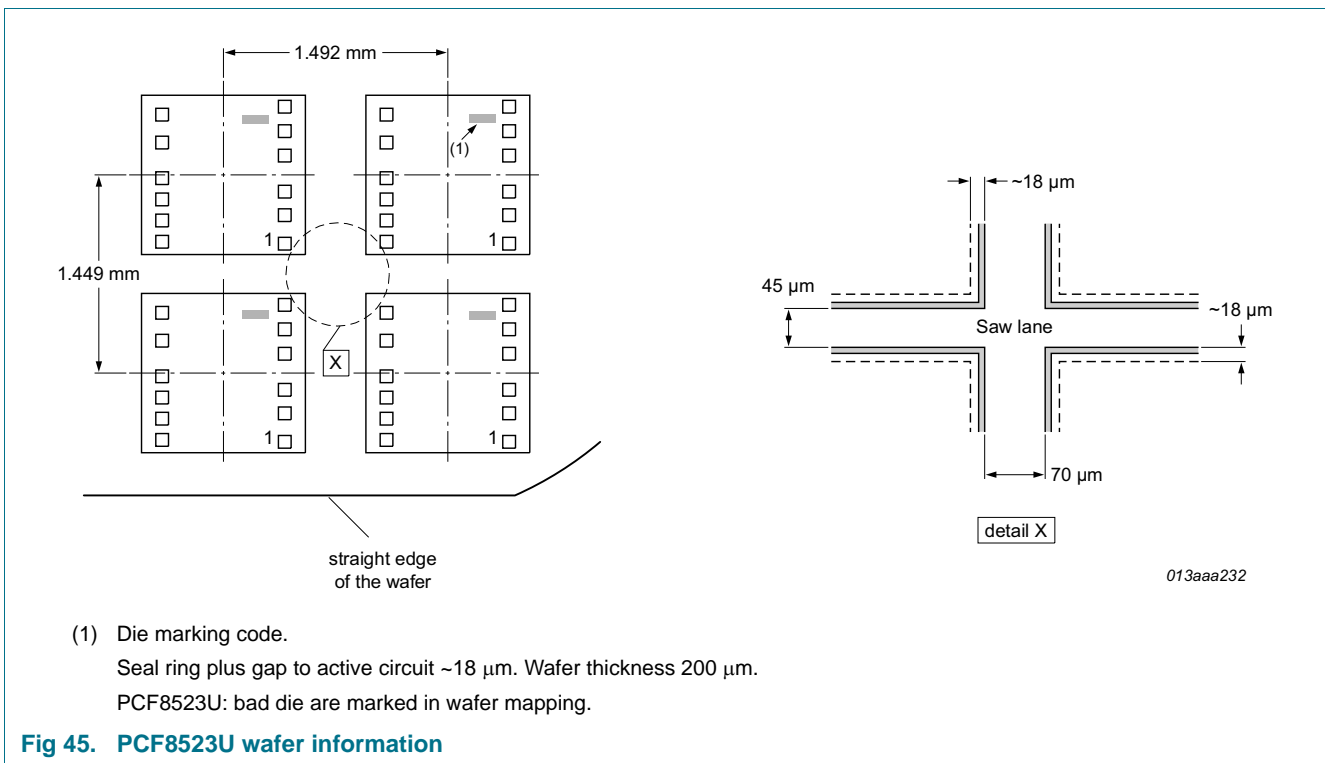 1.492 mm
(1)
1
1
1.449 mm
X
1
1
straight edge
of the wafer
~18 μm
45 μm
~18 μm
Saw lane
70 μm
detail X
013aaa232
(1) Die marking code.
Seal ring plus gap to active circuit ~18 μm. Wafer thickness 200 μm.
PCF8523U: bad die are marked in wafer mapping.
Fig 45. PCF8523U wafer information